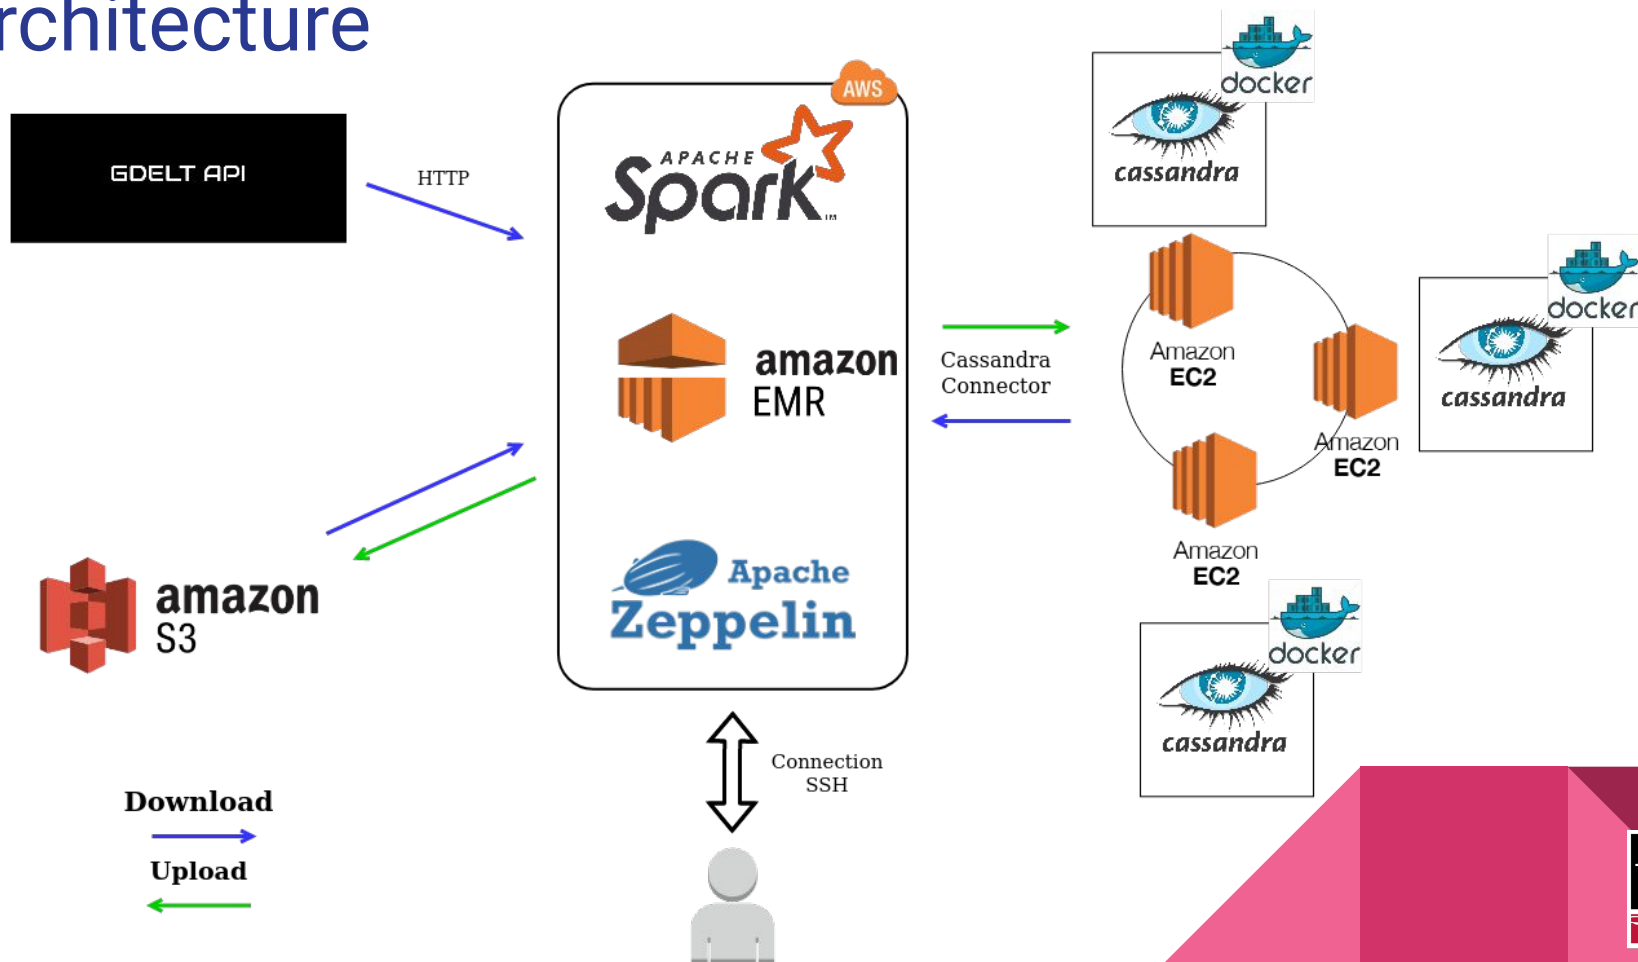 rchitecture
GDELT API
HTTP
AWS
APACHE
Spark
TM
amazon
EMR
Apache
Zeppelin
amazon
S3
Cassandra
Connector
docker
cassandra
Amazon
EC2
docker
cassandra
Amazon
EC2
Amazon
EC2
docker
cassandra
Connection
SSH
Download
Upload